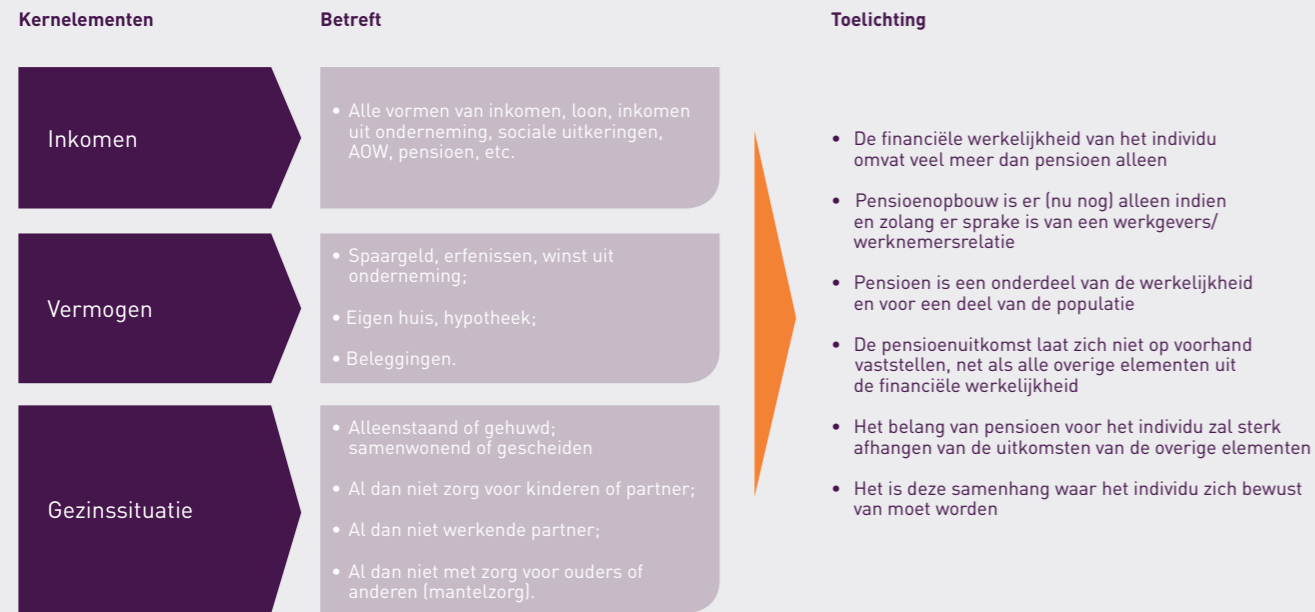 Kernelementen
Betreft
Toelichting
Inkomen
• Alle vormen van inkomen, loon, inkomen
uit onderneming, sociale uitkeringen,
AOW, pensioen, etc.
Vermogen
• Spaargeld, erfenissen, winst uit
onderneming;
• Eigen huis, hypotheek;
• Beleggingen.
Gezinssituatie
• Alleenstaand of gehuwd;
samenwonend of gescheiden
• Al dan niet zorg voor kinderen of partner;
• Al dan niet werkende partner;
• Al dan niet met zorg voor ouders of
anderen (mantelzorg).
• De financiële werkelijkheid van het individu
omvat veel meer dan pensioen alleen
• Pensioenopbouw is er (nu nog) alleen indien
en zolang er sprake is van een werkgevers/
werknemersrelatie
• Pensioen is een onderdeel van de werkelijkheid
en voor een deel van de populatie
• De pensioenuitkomst laat zich niet op voorhand
vaststellen, net als alle overige elementen uit
de financiële werkelijkheid
• Het belang van pensioen voor het individu zal sterk
afhangen van de uitkomsten van de overige elementen
• Het is deze samenhang waar het individu zich bewust
van moet worden